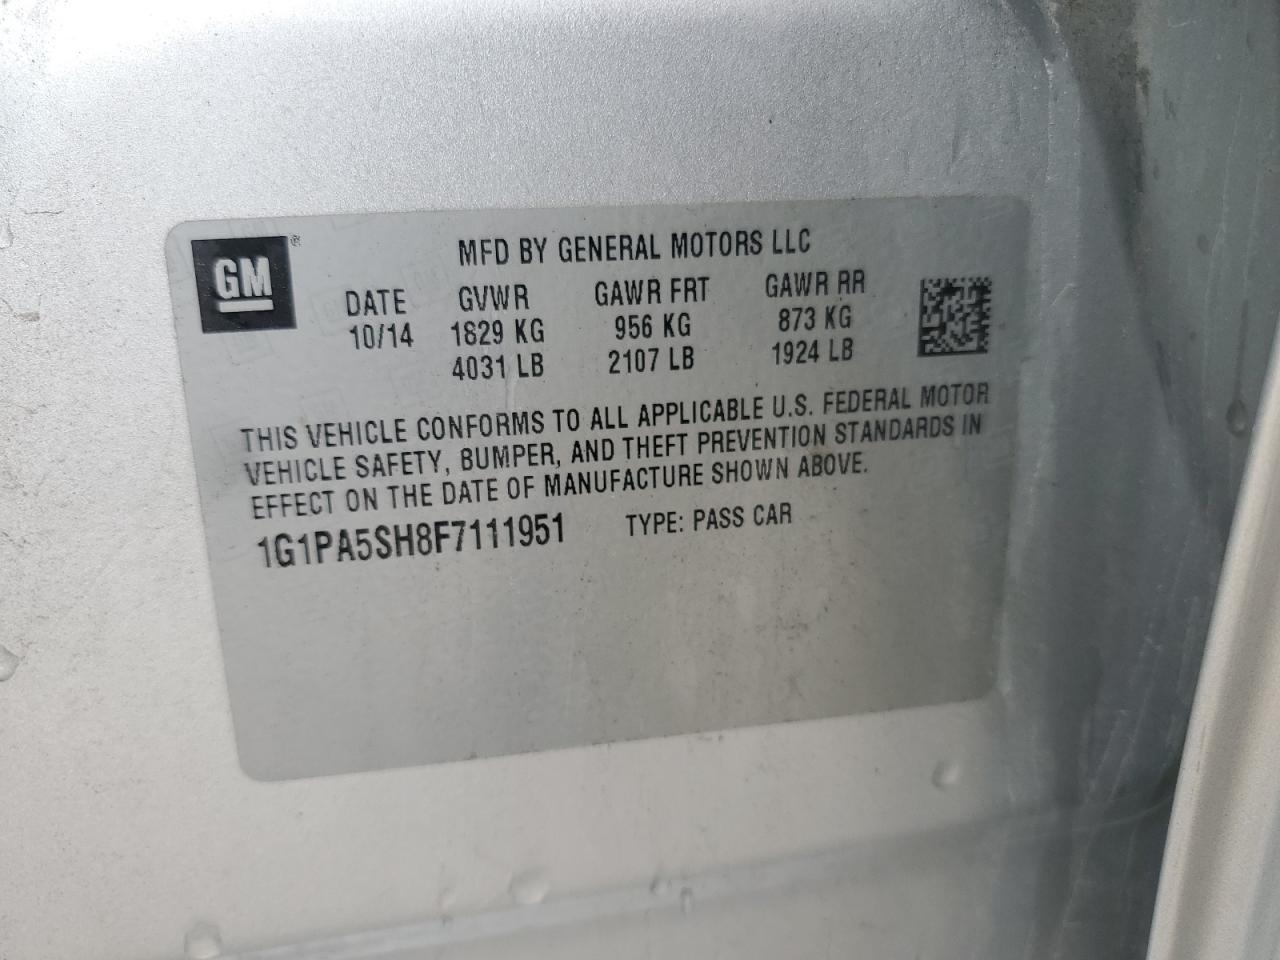 GM ®
MFD BY GENERAL MOTORS LLC
DATE GVWR GAWR FRT GAWR RR
10/14 1829 KG 956 KG 873 KG
4031 LB 2107 LB 1924 LB
THIS VEHICLE CONFORMS TO ALL APPLICABLE U.S. FEDERAL MOTOR
VEHICLE SAFETY, BUMPER, AND THEFT PREVENTION STANDARDS IN
EFFECT ON THE DATE OF MANUFACTURE SHOWN ABOVE.
1G1PA5SH8F7111951 TYPE: PASS CAR